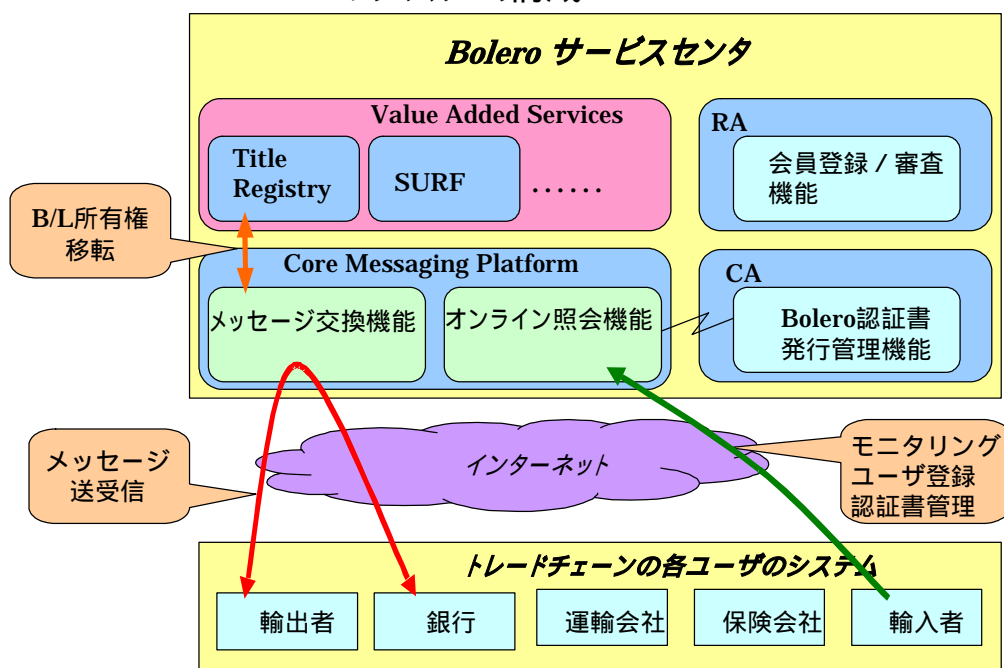 Bolero サービスセンタ
Value Added Services
Title
Registry
SURF
......
RA
会員登録 / 審査
機能
B/L所有権
移転
Core Messaging Platform
メッセージ交換機能
オンライン照会機能
CA
Bolero認証書
発行管理機能
メッセージ
送受信
インターネット
モニタリング
ユーザ登録
認証書管理
トレードチェーンの各ユーザのシステム
輸出者
銀行
運輸会社
保険会社
輸入者